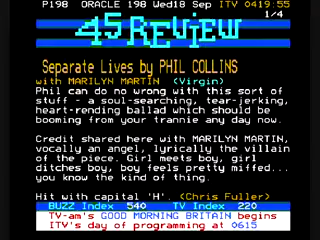 P198 ORACLE 198 Wed18 Sep ITV 0419:55
1/4
45 REVIEW
Separate Lives by PHIL COLLINS
with MARILYN MARTIN (Virgin)
Phil can do no wrong with this sort of
stuff - a soul-searching, tear-jerking,
heart-rending ballad which should be
booming from your trannie any day now.
Credit shared here with MARILYN MARTIN,
vocally an angel, lyrically the villain
of the piece. Girl meets boy, girl
ditches boy, boy feels pretty miffed...
you know the kind of thing.
Hit with capital 'H'. (Chris Fuller)
BUZZ Index 540 TV Index 220
TV-am's GOOD MORNING BRITAIN begins
ITV's day of programming at 0615